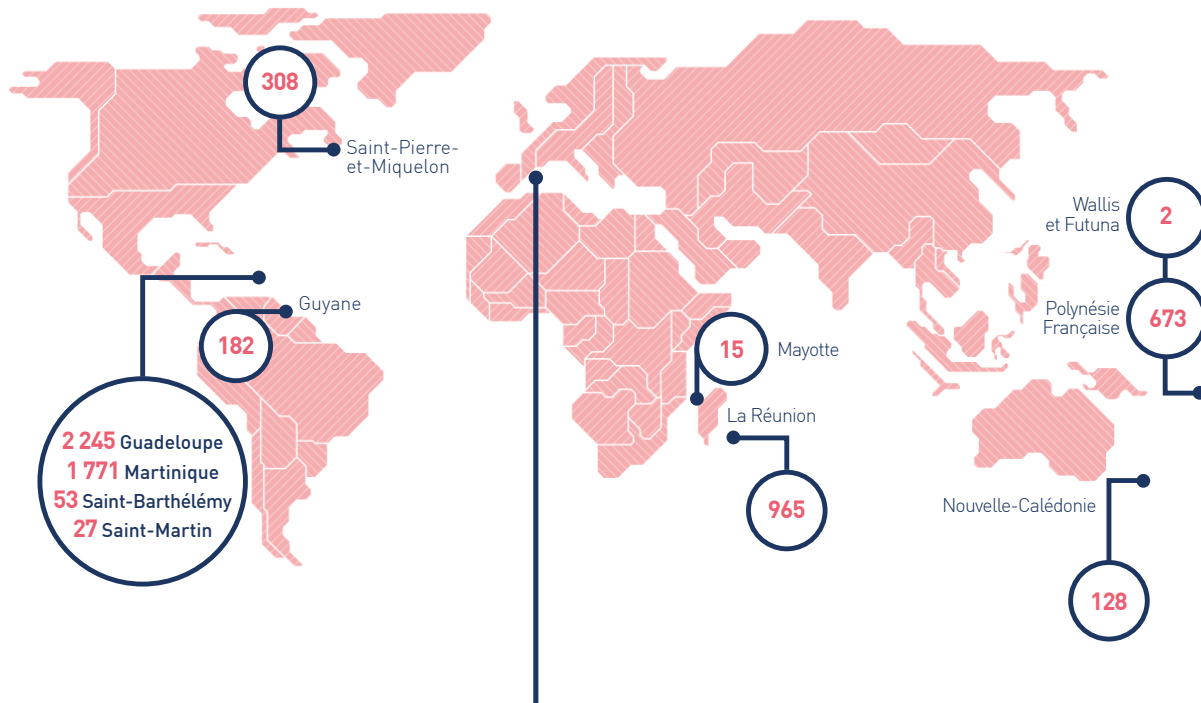 308
Saint-Pierre-
et-Miquelon
Wallis
et Futuna
2
Guyane
182
Polynésie
Française
673
15
Mayotte
La Réunion
965
2 245 Guadeloupe
1 771 Martinique
53 Saint-Barthélémy
27 Saint-Martin
Nouvelle-Calédonie
128